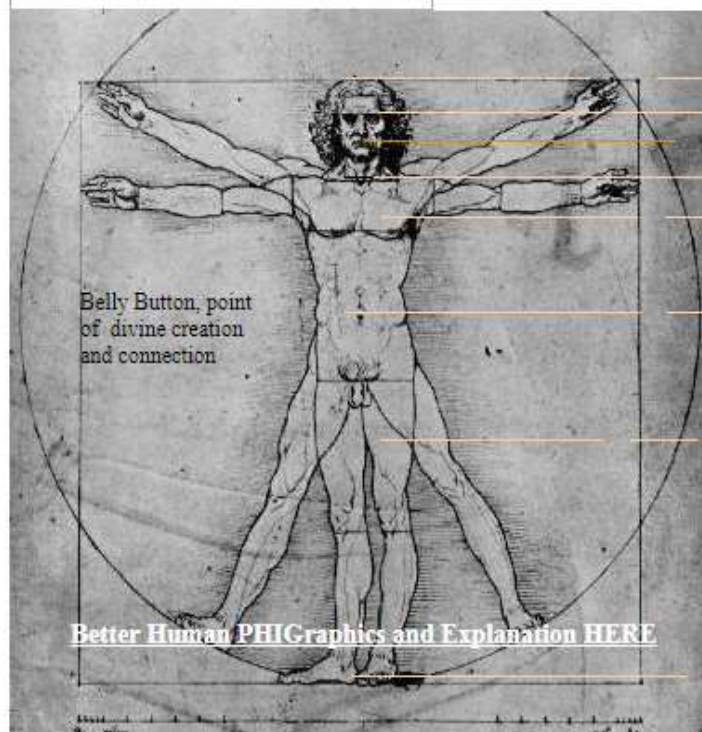 Belly Button, point
of divine creation
and connection
Better Human PHIGraphics and Explanation HERE